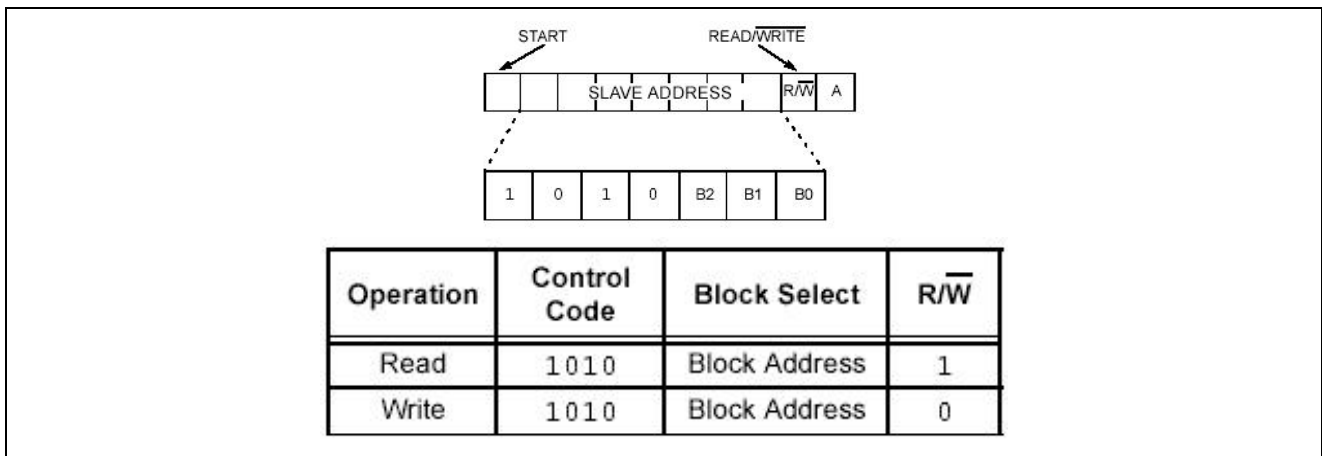 START READ/WRITE
SLAVE ADDRESS R/W A
1 0 1 0 B2 B1 B0
Operation Control Code Block Select R/W
Read 1010 Block Address 1
Write 1010 Block Address 0